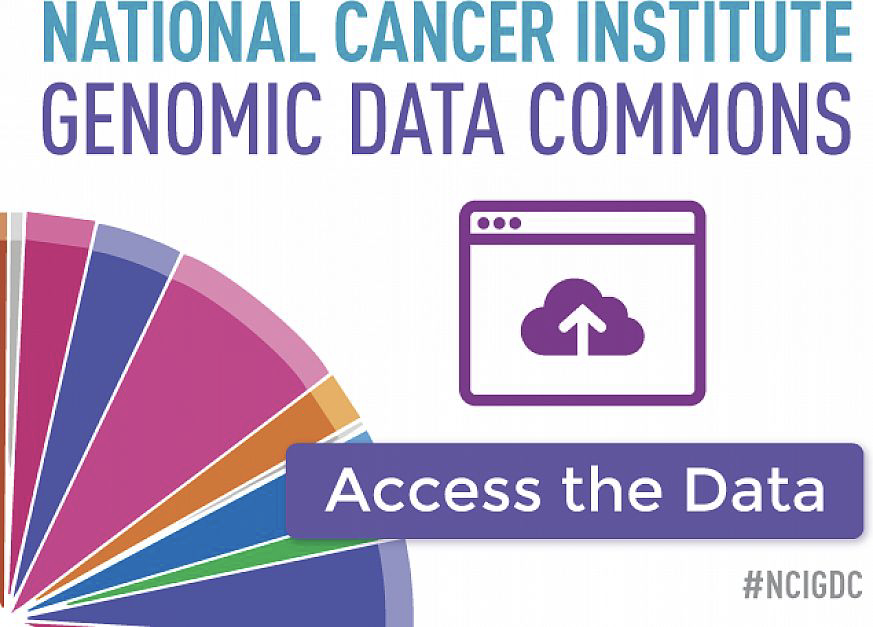 NATIONAL CANCER INSTITUTE
GENOMIC DATA COMMONS
Access the Data
#NCIGDC